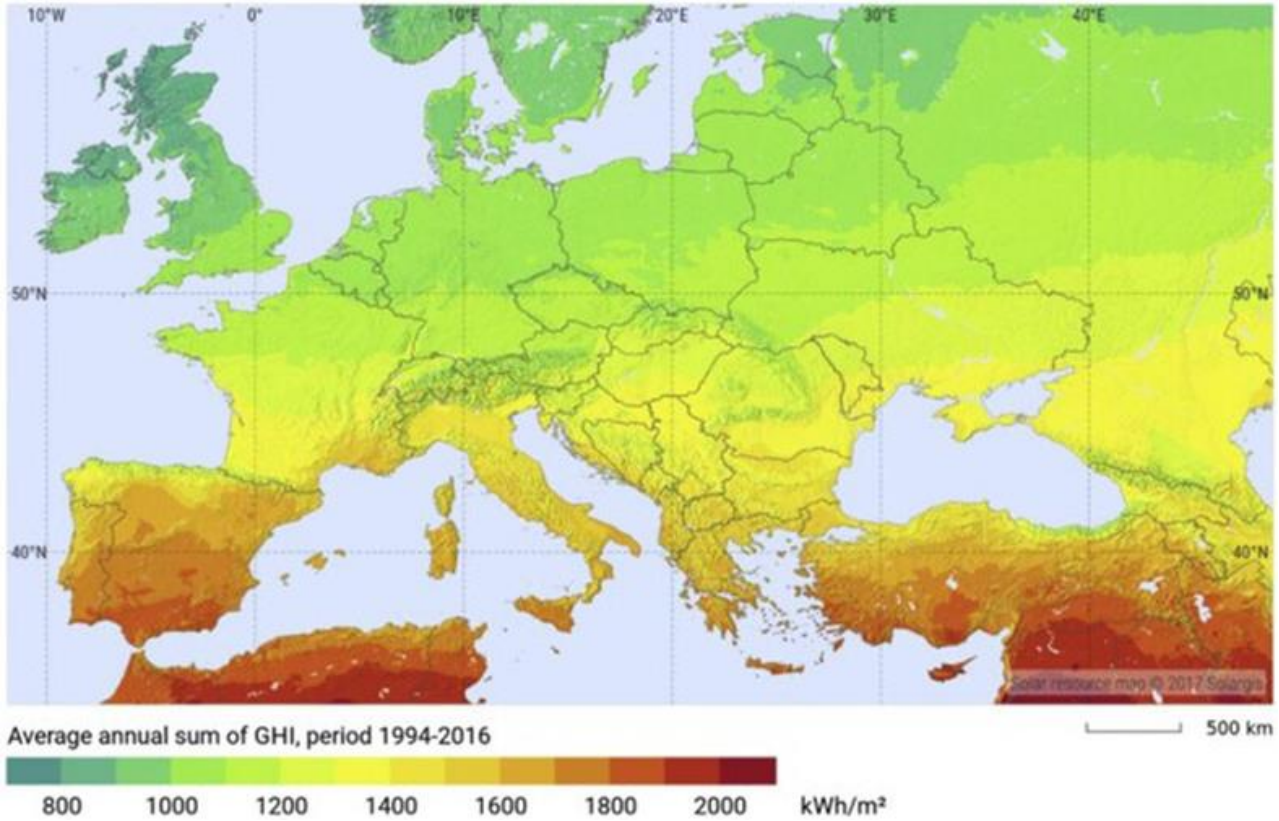 10°W 0° 10°E 20°E 30°E 40°E
50°N 50°N
40°N 40°N
Solar resource map © 2017 Solargis
500 km
Average annual sum of GHI, period 1994-2016
800 1000 1200 1400 1600 1800 2000 kWh/m²